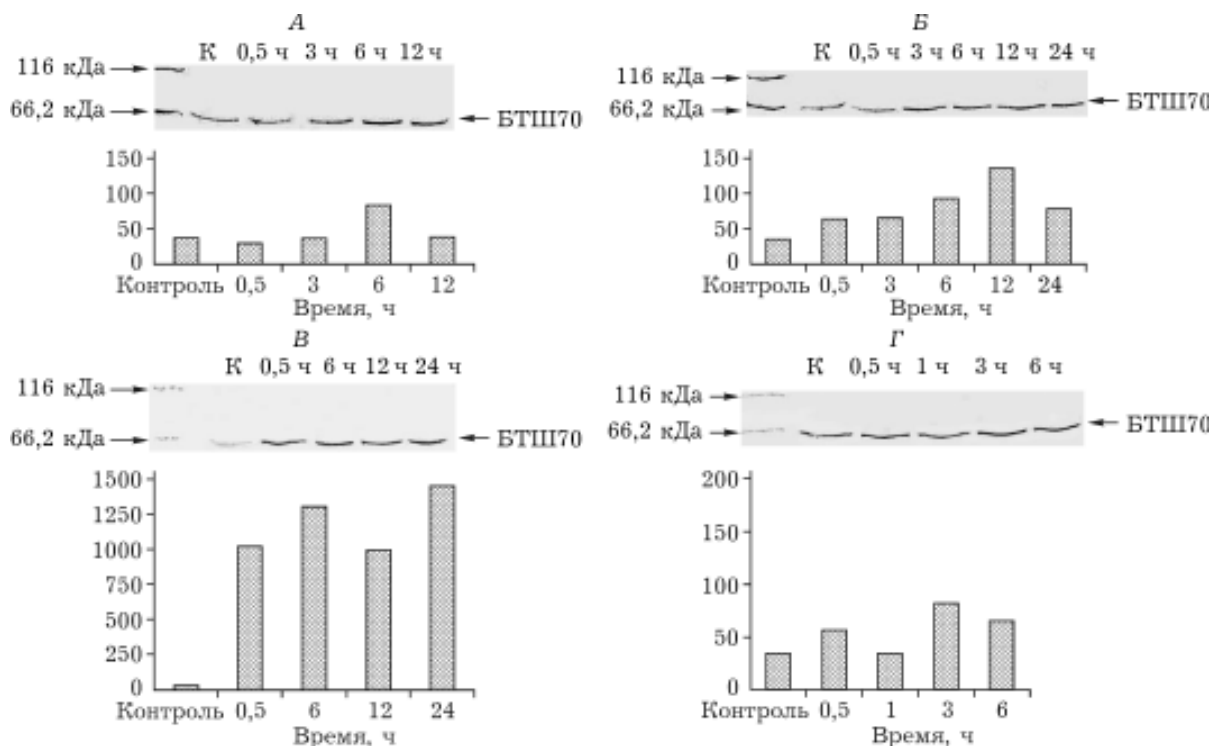 А
К 0,5 ч 3 ч 6 ч 12 ч
116 кДа
66,2 кДа
БТШ70
150
100
50
0
Контроль 0,5 3 6 12
Время, ч
Б
К 0,5 ч 3 ч 6 ч 12 ч 24 ч
116 кДа
66,2 кДа
БТШ70
150
100
50
0
Контроль 0,5 3 6 12 24
Время, ч
В
К 0,5 ч 6 ч 12 ч 24 ч
116 кДа
66,2 кДа
БТШ70
1500
1250
1000
750
500
250
0
Контроль 0,5 6 12 24
Время, ч
Г
К 0,5 ч 1 ч 3 ч 6 ч
116 кДа
66,2 кДа
БТШ70
200
150
100
50
0
Контроль 0,5 1 3 6
Время, ч